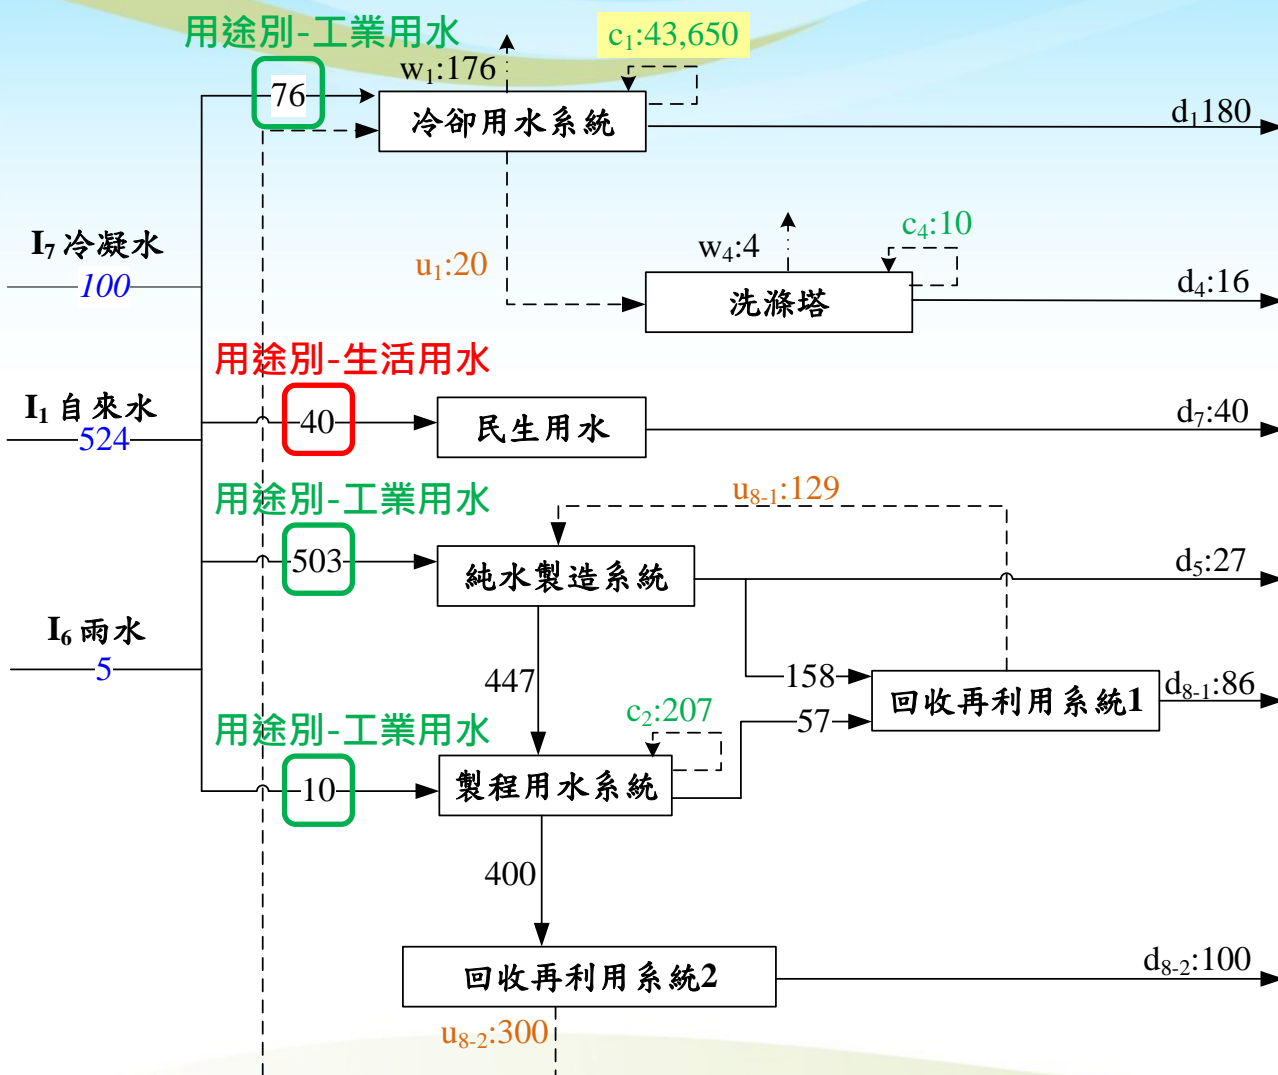 用途別-工業用水
c₁:43,650
w₁:176
76
冷卻用水系統
d₁180
I₇ 冷凝水
100
u₁:20
w₄:4
c₄:10
洗滌塔
d₄:16
用途別-生活用水
I₁ 自來水
524
40
民生用水
d₇:40
用途別-工業用水
u₈₋₁:129
503
純水製造系統
d₅:27
I₆ 雨水
5
447
158
回收再利用系統1
d₈₋₁:86
57
用途別-工業用水
c₂:207
10
製程用水系統
400
回收再利用系統2
d₈₋₂:100
u₈₋₂:300